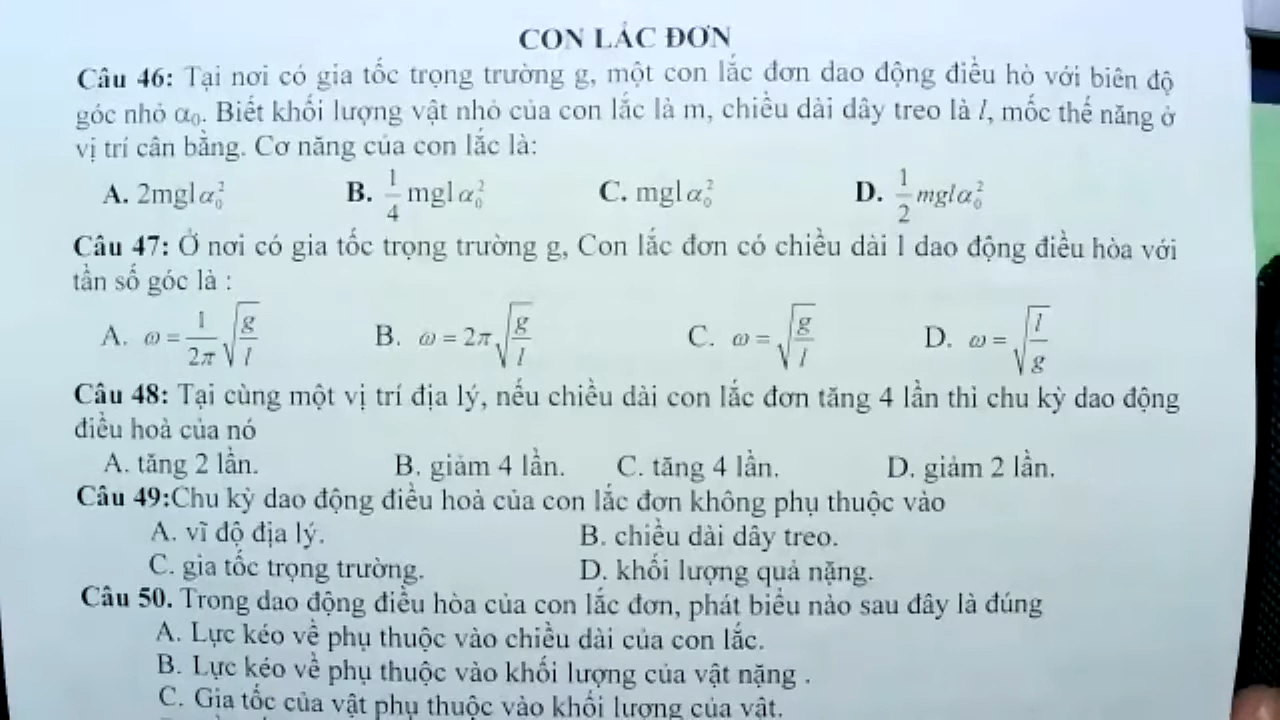 CON LẮC ĐƠN
Câu 46: Tại nơi có gia tốc trọng trường g, một con lắc đơn dao động điều hò với biên độ
góc nhỏ α₀. Biết khối lượng vật nhỏ của con lắc là m, chiều dài dây treo là l, mốc thế năng ở
vị trí cân bằng. Cơ năng của con lắc là:
A. 2mglα₀² B. 1/4 mglα₀² C. mglα₀² D. 1/2 mglα₀²
Câu 47: Ở nơi có gia tốc trọng trường g, Con lắc đơn có chiều dài l dao động điều hòa với
tần số góc là :
A. ω = 1/2π √(g/l) B. ω = 2π√(g/l) C. ω = √(g/l) D. ω = √(l/g)
Câu 48: Tại cùng một vị trí địa lý, nếu chiều dài con lắc đơn tăng 4 lần thì chu kỳ dao động
điều hoà của nó
A. tăng 2 lần. B. giảm 4 lần. C. tăng 4 lần. D. giảm 2 lần.
Câu 49:Chu kỳ dao động điều hoà của con lắc đơn không phụ thuộc vào
A. vĩ độ địa lý. B. chiều dài dây treo.
C. gia tốc trọng trường. D. khối lượng quả nặng.
Câu 50. Trong dao động điều hòa của con lắc đơn, phát biểu nào sau đây là đúng
A. Lực kéo về phụ thuộc vào chiều dài của con lắc.
B. Lực kéo về phụ thuộc vào khối lượng của vật nặng .
C. Gia tốc của vật phụ thuộc vào khối lượng của vật.